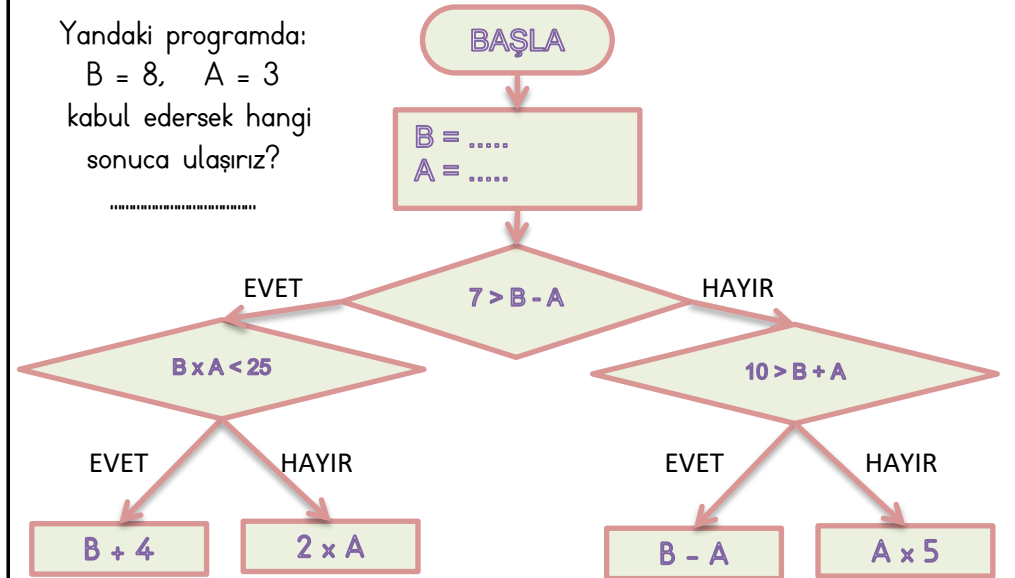 Yandaki programda:
B = 8, A = 3
kabul edersek hangi
sonuca ulaşırız?
........................................
BAŞLA
B = .....
A = .....
7 > B - A
EVET
HAYIR
B x A < 25
10 > B + A
EVET
HAYIR
EVET
HAYIR
B + 4
2 x A
B - A
A x 5